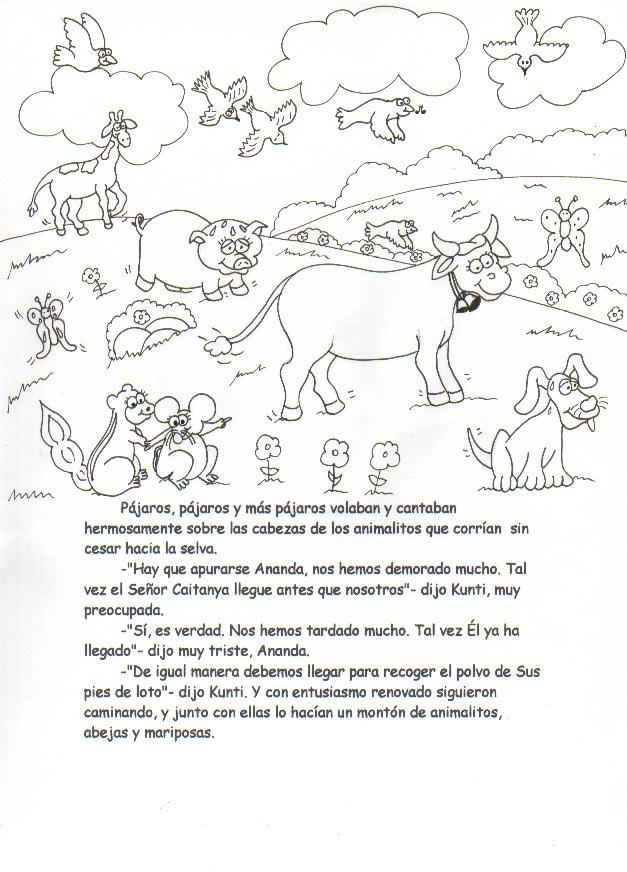 Pájaros, pájaros y más pájaros volaban y cantaban
hermosamente sobre las cabezas de los animalitos que corrían sin
cesar hacia la selva.
-"Hay que apurarse Ananda, nos hemos demorado mucho. Tal
vez el Señor Caitanya llegue antes que nosotros"- dijo Kunti, muy
preocupada.
-"Sí, es verdad. Nos hemos tardado mucho. Tal vez Él ya ha
llegado"- dijo muy triste, Ananda.
-"De igual manera debemos llegar para recoger el polvo de Sus
pies de loto"- dijo Kunti. Y con entusiasmo renovado siguieron
caminando, y junto con ellas lo hacían un montón de animalitos,
abejas y mariposas.